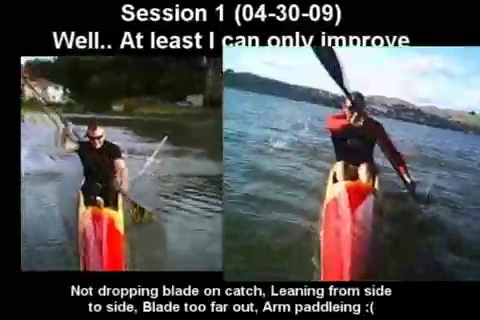 Session 1 (04-30-09)
Well.. At least I can only improve
Not dropping blade on catch, Leaning from side
to side, Blade too far out, Arm paddleing :(